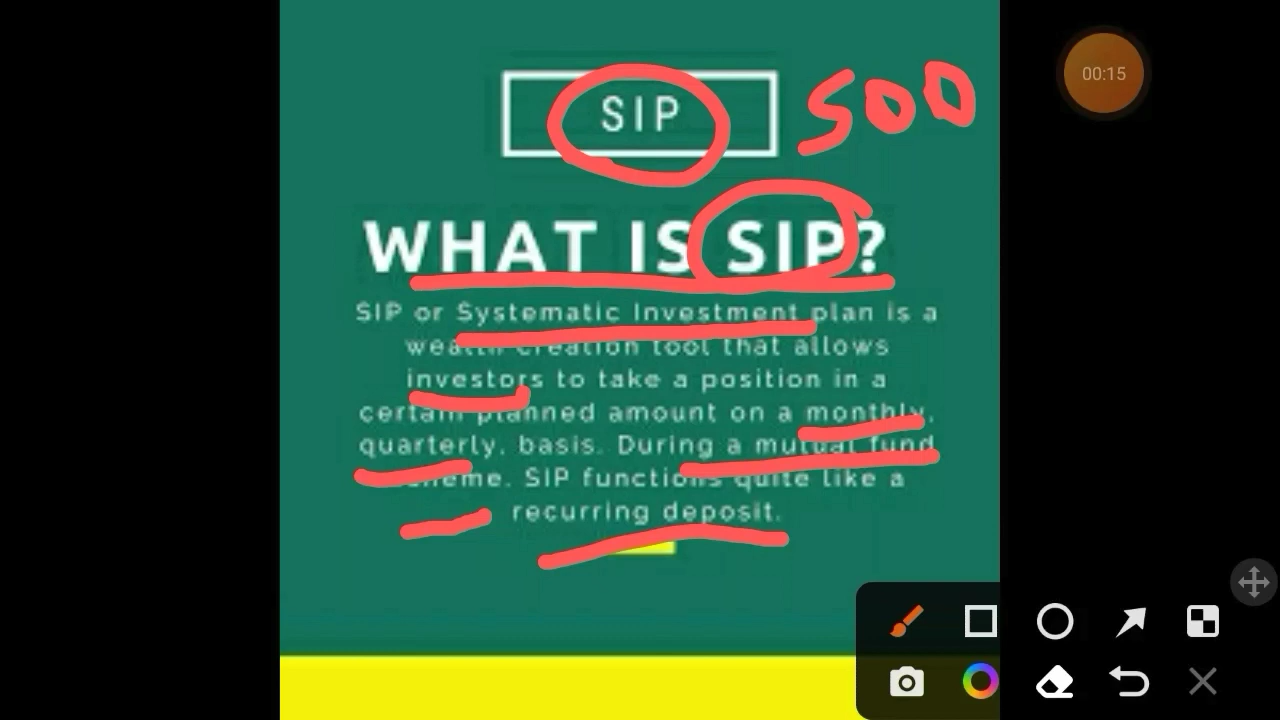 SIP
500
00:15
WHAT IS SIP?
SIP or Systematic Investment plan is a
wealth creation tool that allows
investors to take a position in a
certain planned amount on a monthly,
quarterly, basis. During a mutual fund
scheme. SIP functions quite like a
recurring deposit.